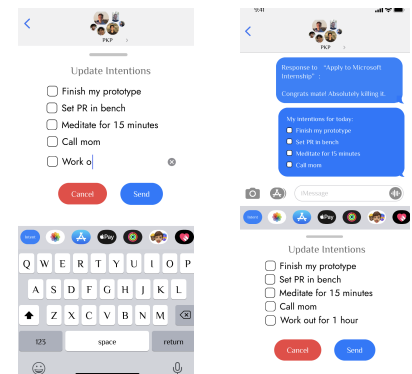 PKP
Update Intentions
Finish my prototype
Set PR in bench
Meditate for 15 minutes
Call mom
Work o
Cancel Send
Pay
Q W E R T Y U I O P
A S D F G H J K L
Z X C V B N M
123 space return
9:41
PKP
Response to "Apply to Microsoft
Internship" :
Congrats mate! Absolutely killing it.
My intentions for today:
Finish my prototype
Set PR in bench
Meditate for 15 minutes
Call mom
iMessage
Pay
Update Intentions
Finish my prototype
Set PR in bench
Meditate for 15 minutes
Call mom
Work out for 1 hour
Cancel Send